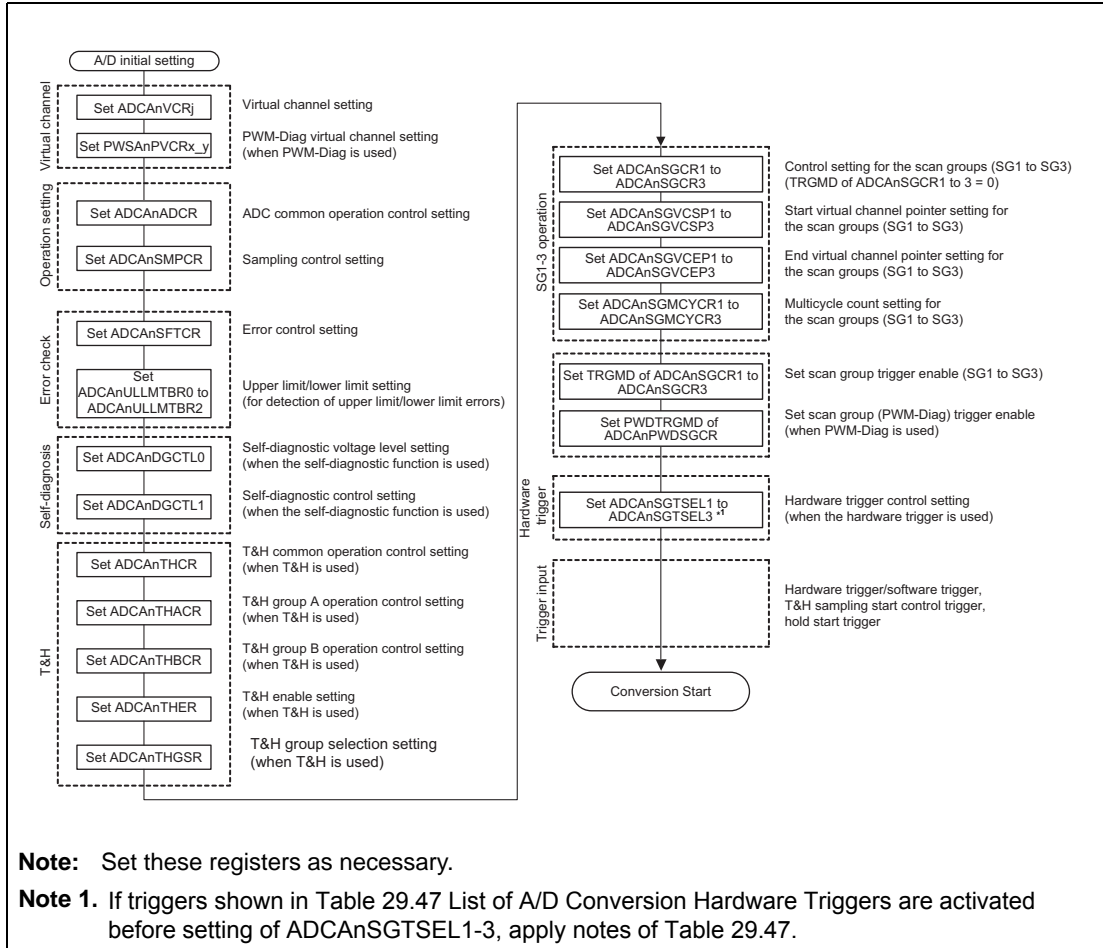 A/D initial setting
Virtual channel
Set ADCAnVCRj
Virtual channel setting
Set PWSAnPVCRx_y
PWM-Diag virtual channel setting
(when PWM-Diag is used)
Operation setting
Set ADCAnADCR
ADC common operation control setting
Set ADCAnSMPCR
Sampling control setting
Error check
Set ADCAnSFTCR
Error control setting
Set
ADCAnULLMTBR0 to
ADCAnULLMTBR2
Upper limit/lower limit setting
(for detection of upper limit/lower limit errors)
Self-diagnosis
Set ADCAnDGCTL0
Self-diagnostic voltage level setting
(when the self-diagnostic function is used)
Set ADCAnDGCTL1
Self-diagnostic control setting
(when the self-diagnostic function is used)
T&H
Set ADCAnTHCR
T&H common operation control setting
(when T&H is used)
Set ADCAnTHACR
T&H group A operation control setting
(when T&H is used)
Set ADCAnTHBCR
T&H group B operation control setting
(when T&H is used)
Set ADCAnTHER
T&H enable setting
(when T&H is used)
Set ADCAnTHGSR
T&H group selection setting
(when T&H is used)
SG1-3 operation
Set ADCAnSGCR1 to
ADCAnSGCR3
Control setting for the scan groups (SG1 to SG3)
(TRGMD of ADCAnSGCR1 to 3 = 0)
Set ADCAnSGVCSP1 to
ADCAnSGVCSP3
Start virtual channel pointer setting for
the scan groups (SG1 to SG3)
Set ADCAnSGVCEP1 to
ADCAnSGVCEP3
End virtual channel pointer setting for
the scan groups (SG1 to SG3)
Set ADCAnSGMCYCR1 to
ADCAnSGMCYCR3
Multicycle count setting for
the scan groups (SG1 to SG3)
Set TRGMD of ADCAnSGCR1 to
ADCAnSGCR3
Set scan group trigger enable (SG1 to SG3)
Set PWDTRGMD of
ADCAnPWDSGCR
Set scan group (PWM-Diag) trigger enable
(when PWM-Diag is used)
Hardware
trigger
Set ADCAnSGTSEL1 to
ADCAnSGTSEL3 *1
Hardware trigger control setting
(when the hardware trigger is used)
Trigger input
Hardware trigger/software trigger,
T&H sampling start control trigger,
hold start trigger
Conversion Start
Note: Set these registers as necessary.
Note 1. If triggers shown in Table 29.47 List of A/D Conversion Hardware Triggers are activated
before setting of ADCAnSGTSEL1-3, apply notes of Table 29.47.